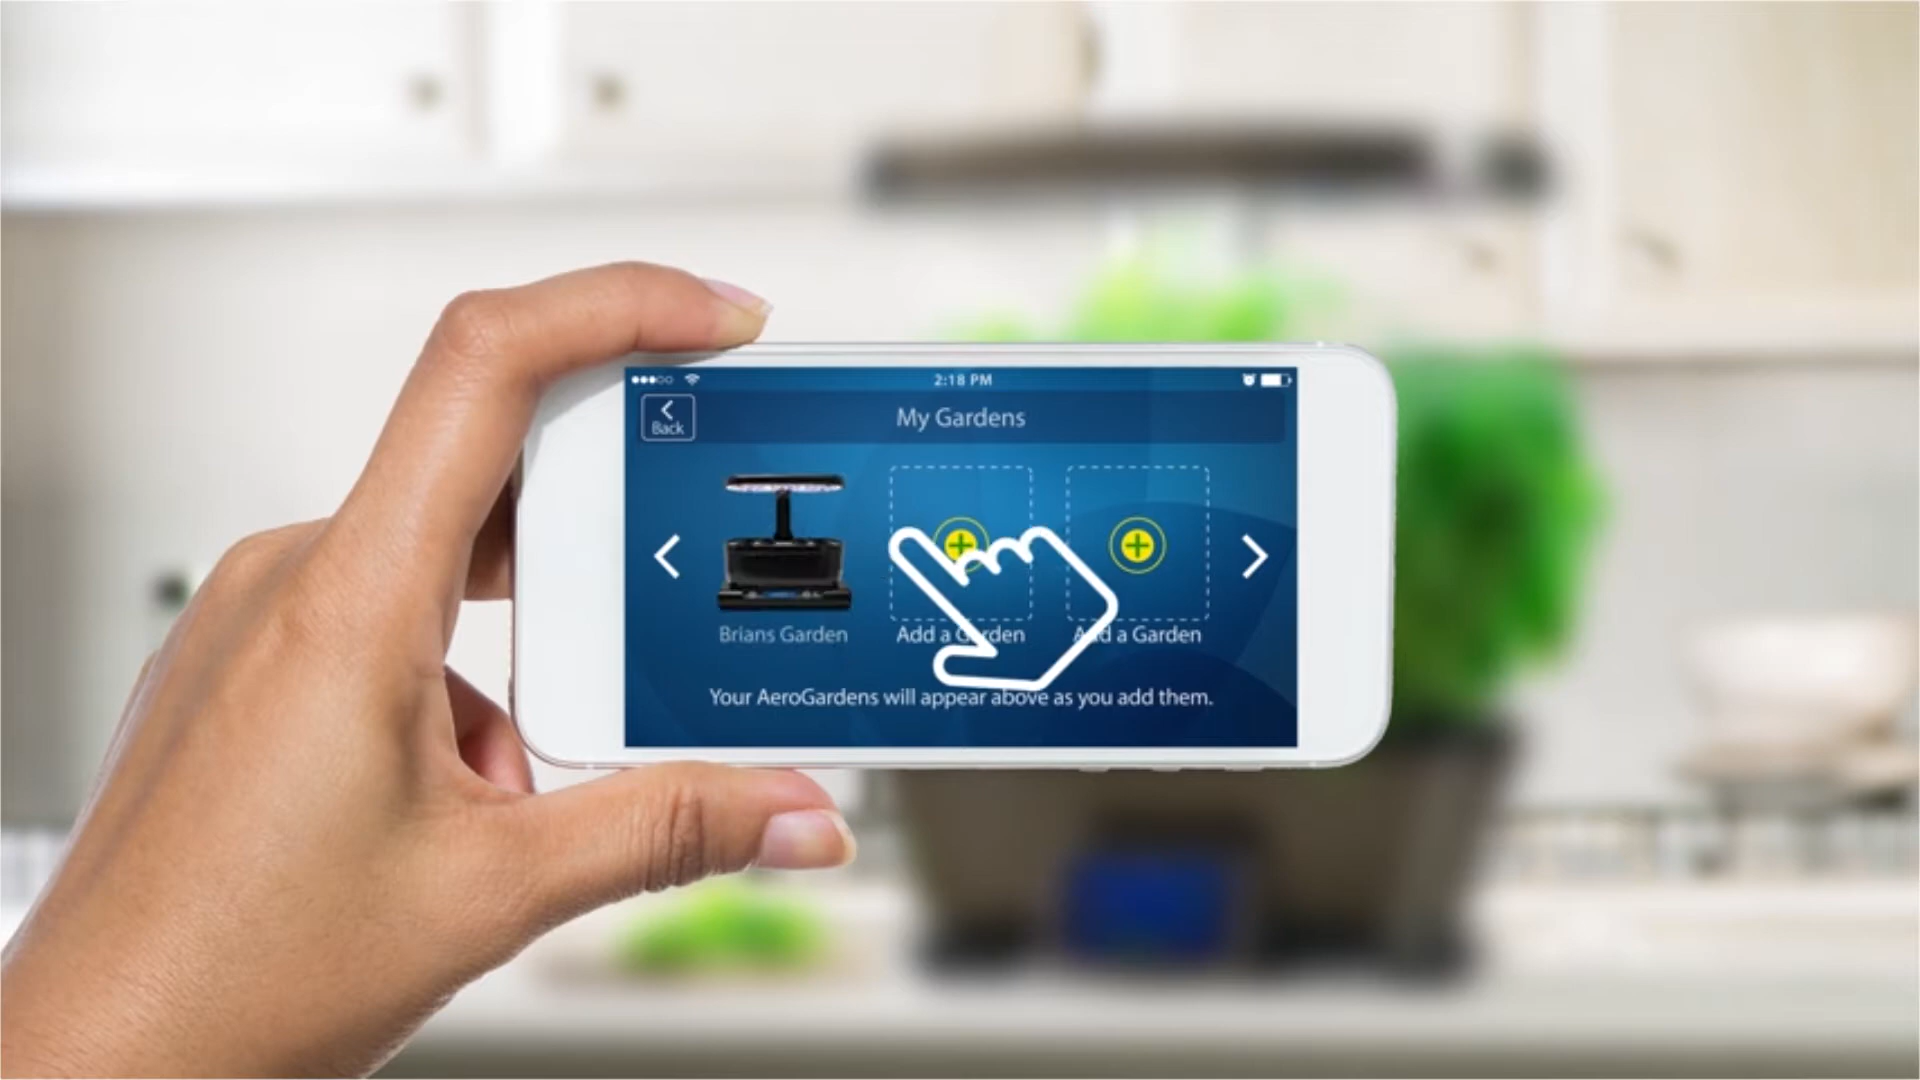 2:18 PM
Back
My Gardens
Brians Garden
Add a Garden
Add a Garden
Your AeroGardens will appear above as you add them.